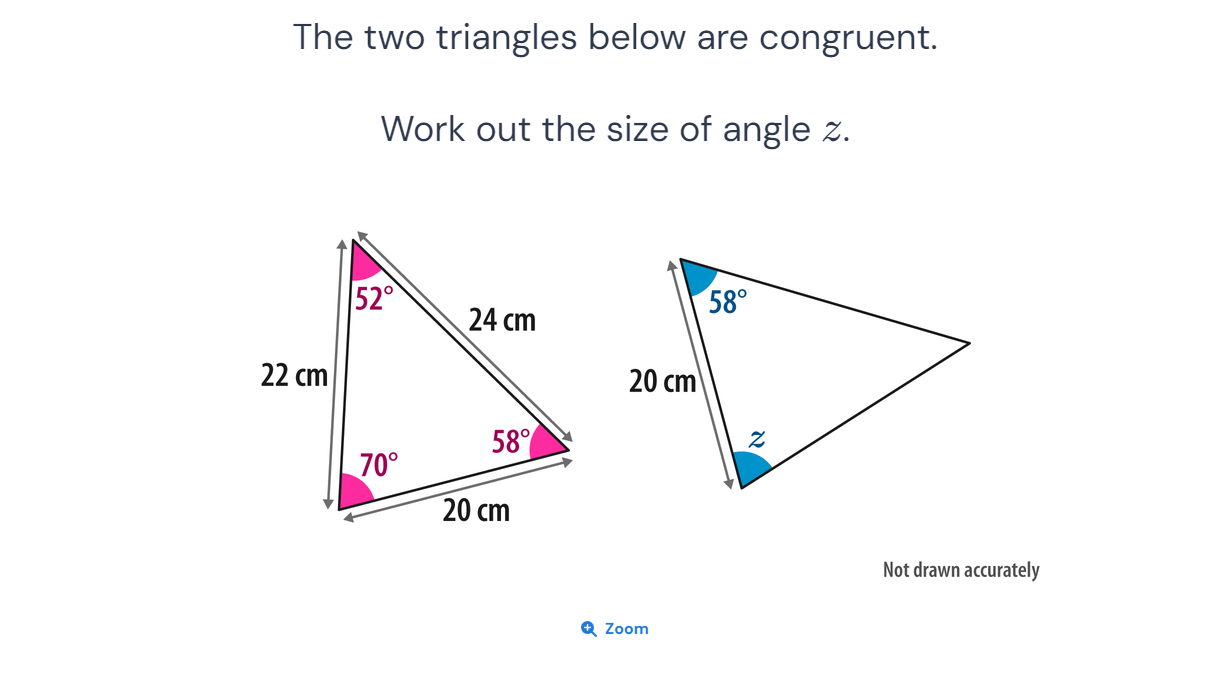 The two triangles below are congruent.
Work out the size of angle z.
52°
24 cm
58°
22 cm
20 cm
58°
z
70°
20 cm
Not drawn accurately
Zoom